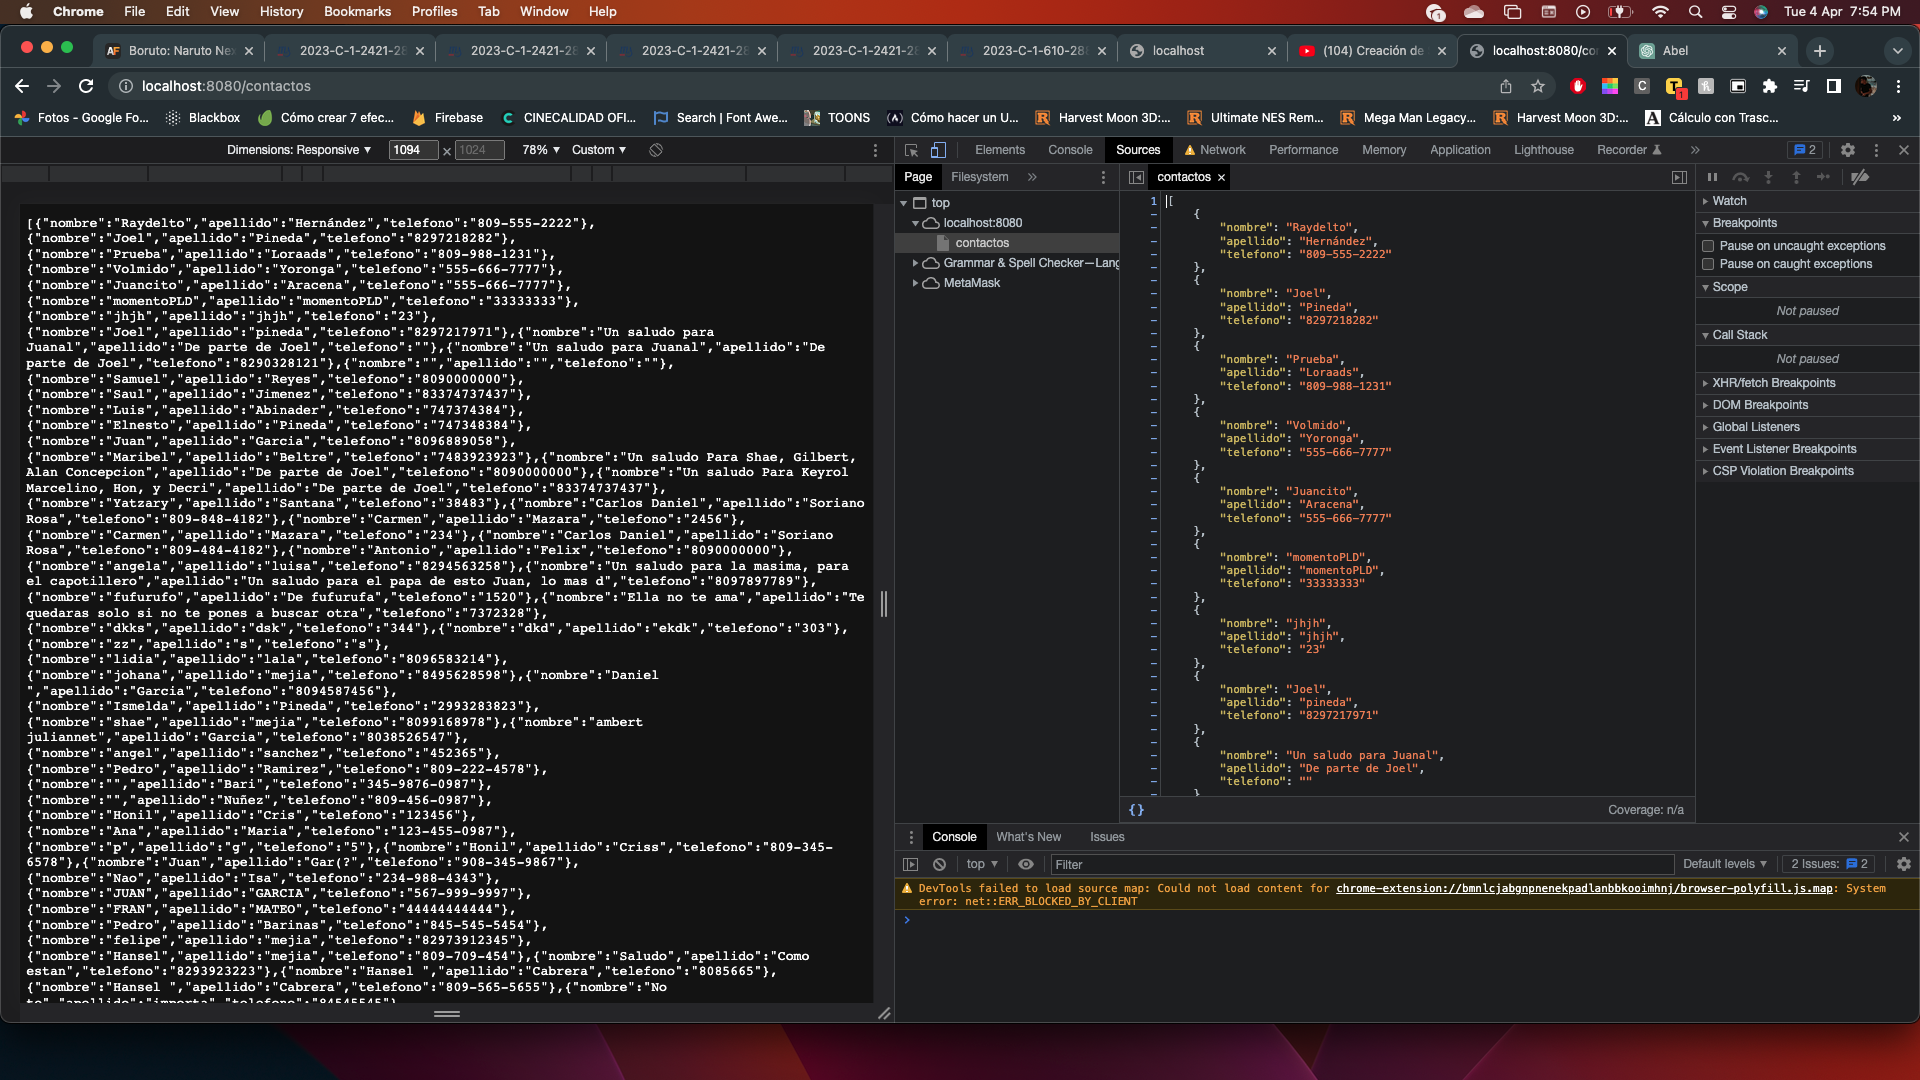 Chrome File Edit View History Bookmarks Profiles Tab Window Help 1 Tue 4 Apr 7:54 PM
AF Boruto: Naruto Ne 2023-C-1-2421-28 2023-C-1-2421-28 2023-C-1-2421-28 2023-C-1-2421-28 2023-C-1-610-28 localhost (104) Creación de localhost:8080/co Abel
localhost:8080/contactos
Fotos - Google Fo... Blackbox Cómo crear 7 efec... Firebase CINECALIDAD OFI... Search | Font Awe... TOONS Cómo hacer un U... Harvest Moon 3D:... Ultimate NES Rem... Mega Man Legacy... Harvest Moon 3D:... Cálculo con Trasc... »
Dimensions: Responsive 1094 × 1024 78% Custom
Elements Console Sources Network Performance Memory Application Lighthouse Recorder » 2
Page Filesystem » contactos ×
[{"nombre":"Raydelto","apellido":"Hernández","telefono":"809-555-2222"},
{"nombre":"Joel","apellido":"Pineda","telefono":"8297218282"},
{"nombre":"Prueba","apellido":"Loraads","telefono":"809-988-1231"},
{"nombre":"Volmido","apellido":"Yoronga","telefono":"555-666-7777"},
{"nombre":"Juancito","apellido":"Aracena","telefono":"555-666-7777"},
{"nombre":"momentoPLD","apellido":"momentoPLD","telefono":"33333333"},
{"nombre":"jhjh","apellido":"jhjh","telefono":"23"},
{"nombre":"Joel","apellido":"pineda","telefono":"8297217971"},{"nombre":"Un saludo para
Juanal","apellido":"De parte de Joel","telefono":""},{"nombre":"Un saludo para Juanal","apellido":"De
parte de Joel","telefono":"8290328121"},{"nombre":"","apellido":"","telefono":""},
{"nombre":"Samuel","apellido":"Reyes","telefono":"8090000000"},
{"nombre":"Saul","apellido":"Jimenez","telefono":"83374737437"},
{"nombre":"Luis","apellido":"Abinader","telefono":"747374384"},
{"nombre":"Elnesto","apellido":"Pineda","telefono":"747348384"},
{"nombre":"Juan","apellido":"Garcia","telefono":"8096889058"},
{"nombre":"Maribel","apellido":"Beltre","telefono":"7483923923"},{"nombre":"Un saludo Para Shae, Gilbert,
Alan Concepcion","apellido":"De parte de Joel","telefono":"8090000000"},{"nombre":"Un saludo Para Keyrol
Marcelino, Hon, y Decri","apellido":"De parte de Joel","telefono":"83374737437"},
{"nombre":"Yatzary","apellido":"Santana","telefono":"38483"},{"nombre":"Carlos Daniel","apellido":"Soriano
Rosa","telefono":"809-848-4182"},{"nombre":"Carmen","apellido":"Mazara","telefono":"2456"},
{"nombre":"Carmen","apellido":"Mazara","telefono":"234"},{"nombre":"Carlos Daniel","apellido":"Soriano
Rosa","telefono":"809-484-4182"},{"nombre":"Antonio","apellido":"Felix","telefono":"8090000000"},
{"nombre":"angela","apellido":"luisa","telefono":"8294563258"},{"nombre":"Un saludo para la masima, para
el capotillero","apellido":"Un saludo para el papa de esto Juan, lo mas d","telefono":"8097897789"},
{"nombre":"fufurufo","apellido":"De fufurufa","telefono":"1520"},{"nombre":"Ella no te ama","apellido":"Te
quedaras solo si no te pones a buscar otra","telefono":"7372328"},
{"nombre":"dkks","apellido":"dsk","telefono":"344"},{"nombre":"dkd","apellido":"ekdk","telefono":"303"},
{"nombre":"zz","apellido":"s","telefono":"s"},
{"nombre":"lidia","apellido":"lala","telefono":"8096583214"},
{"nombre":"johana","apellido":"mejia","telefono":"8495628598"},{"nombre":"Daniel
","apellido":"Garcia","telefono":"8094587456"},
{"nombre":"Ismelda","apellido":"Pineda","telefono":"2993283823"},
{"nombre":"shae","apellido":"mejia","telefono":"8099168978"},{"nombre":"ambert
juliannet","apellido":"Garcia","telefono":"8038526547"},
{"nombre":"angel","apellido":"sanchez","telefono":"452365"},
{"nombre":"Pedro","apellido":"Ramirez","telefono":"809-222-4578"},
{"nombre":"","apellido":"Bari","telefono":"345-9876-0987"},
{"nombre":"","apellido":"Nuñez","telefono":"809-456-0987"},
{"nombre":"Honil","apellido":"Cris","telefono":"123456"},
{"nombre":"Ana","apellido":"Maria","telefono":"123-455-0987"},
{"nombre":"p","apellido":"g","telefono":"5"},{"nombre":"Honil","apellido":"Criss","telefono":"809-345-
6578"},{"nombre":"Juan","apellido":"Gar(?","telefono":"908-345-9867"},
{"nombre":"Nao","apellido":"Isa","telefono":"234-988-4343"},
{"nombre":"JUAN","apellido":"GARCIA","telefono":"567-999-9997"},
{"nombre":"FRAN","apellido":"MATEO","telefono":"44444444444"},
{"nombre":"Pedro","apellido":"Barinas","telefono":"845-545-5454"},
{"nombre":"felipe","apellido":"mejia","telefono":"82973912345"},
{"nombre":"Hansel","apellido":"mejia","telefono":"809-709-454"},{"nombre":"Saludo","apellido":"Como
estan","telefono":"8293923223"},{"nombre":"Hansel ","apellido":"Cabrera","telefono":"8085665"},
{"nombre":"Hansel ","apellido":"Cabrera","telefono":"809-565-5655"},{"nombre":"No
te","apellido":"importa","telefono":"84545545"},
top
localhost:8080
contactos
Grammar & Spell Checker—Lang
MetaMask
1 [
{
"nombre": "Raydelto",
"apellido": "Hernández",
"telefono": "809-555-2222"
},
{
"nombre": "Joel",
"apellido": "Pineda",
"telefono": "8297218282"
},
{
"nombre": "Prueba",
"apellido": "Loraads",
"telefono": "809-988-1231"
},
{
"nombre": "Volmido",
"apellido": "Yoronga",
"telefono": "555-666-7777"
},
{
"nombre": "Juancito",
"apellido": "Aracena",
"telefono": "555-666-7777"
},
{
"nombre": "momentoPLD",
"apellido": "momentoPLD",
"telefono": "33333333"
},
{
"nombre": "jhjh",
"apellido": "jhjh",
"telefono": "23"
},
{
"nombre": "Joel",
"apellido": "pineda",
"telefono": "8297217971"
},
{
"nombre": "Un saludo para Juanal",
"apellido": "De parte de Joel",
"telefono": ""
}
{} Coverage: n/a
Watch
Breakpoints
Pause on uncaught exceptions
Pause on caught exceptions
Scope
Not paused
Call Stack
Not paused
XHR/fetch Breakpoints
DOM Breakpoints
Global Listeners
Event Listener Breakpoints
CSP Violation Breakpoints
Console What's New Issues
top Filter Default levels 2 Issues: 2
DevTools failed to load source map: Could not load content for chrome-extension://bmnlcjabgnpnenekpadlanbbkooimhnj/browser-polyfill.js.map: System
error: net::ERR_BLOCKED_BY_CLIENT
>